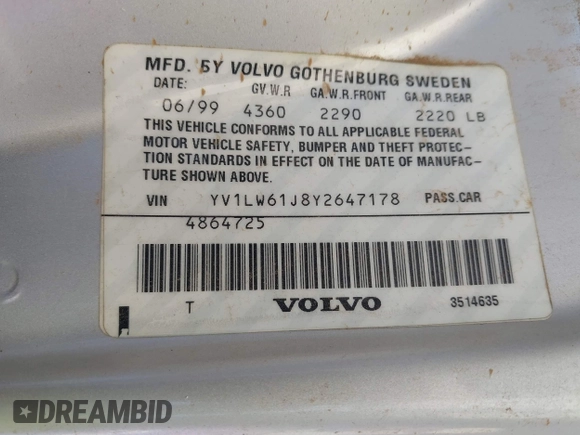 MFD. BY VOLVO GOTHENBURG SWEDEN
DATE: GV.W.R GA.W.R.FRONT GA.W.R.REAR
06/99 4360 2290 2220 LB
THIS VEHICLE CONFORMS TO ALL APPLICABLE FEDERAL
MOTOR VEHICLE SAFETY, BUMPER AND THEFT PROTEC-
TION STANDARDS IN EFFECT ON THE DATE OF MANUFAC-
TURE SHOWN ABOVE.
VIN YV1LW61J8Y2647178 PASS.CAR
4864725
T VOLVO 3514635
DREAMBID